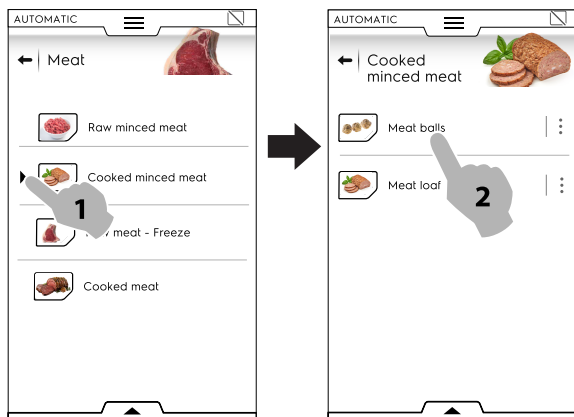 AUTOMATIC
Meat
Raw minced meat
Cooked minced meat
1
meat - Freeze
Cooked meat
AUTOMATIC
Cooked
minced meat
Meat balls
Meat loaf
2